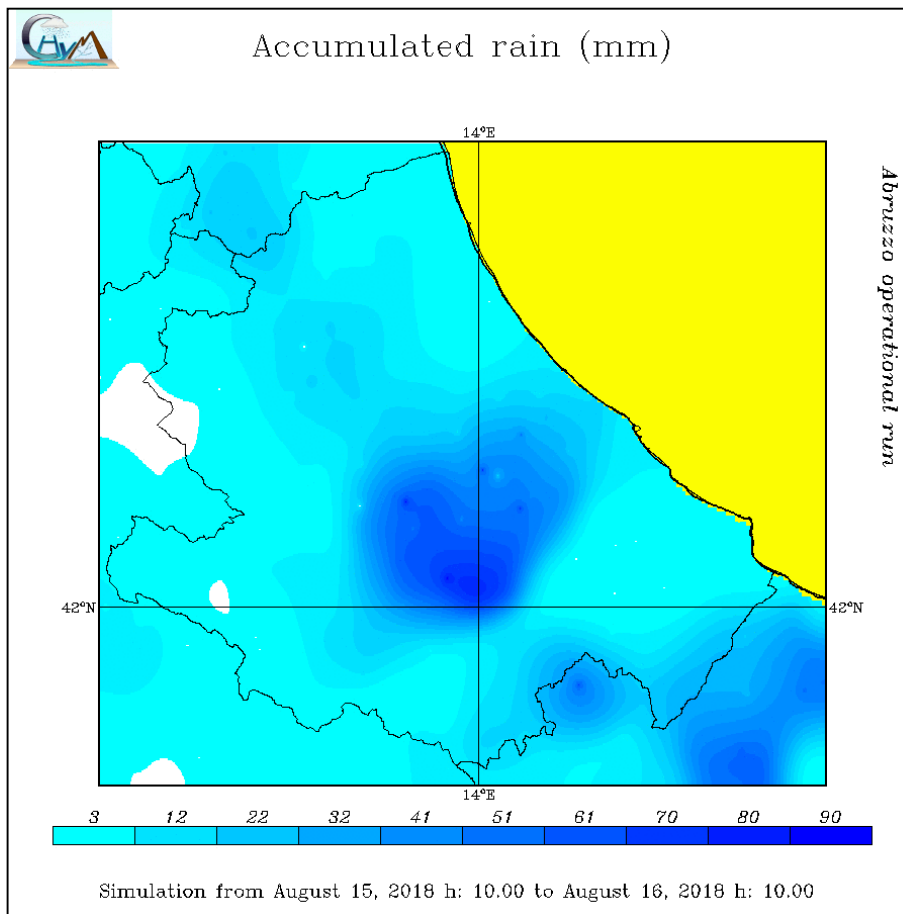 CHyM
Accumulated rain (mm)
14°E
Abruzzo operational run
42°N 42°N
14°E
3 12 22 32 41 51 61 70 80 90
Simulation from August 15, 2018 h: 10.00 to August 16, 2018 h: 10.00